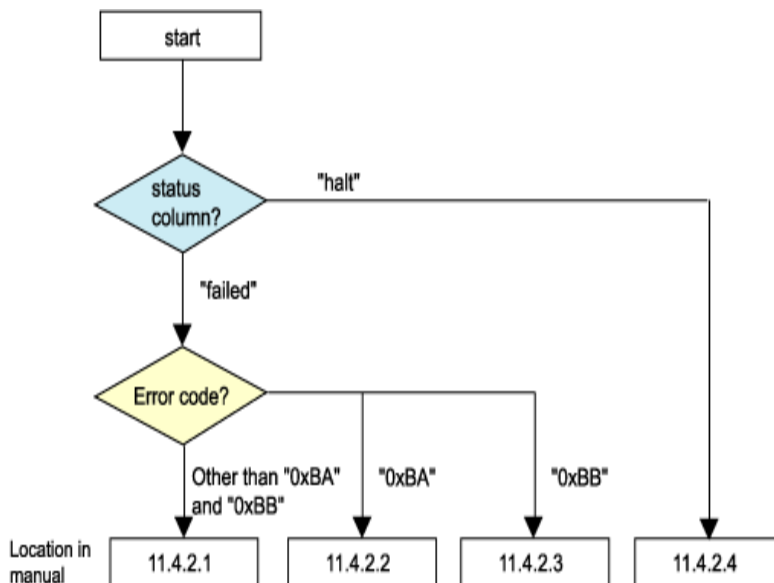 start
status
column?
"halt"
"failed"
Error code?
Other than "0xBA"
and "0xBB"
"0xBA"
"0xBB"
Location in
manual
11.4.2.1
11.4.2.2
11.4.2.3
11.4.2.4